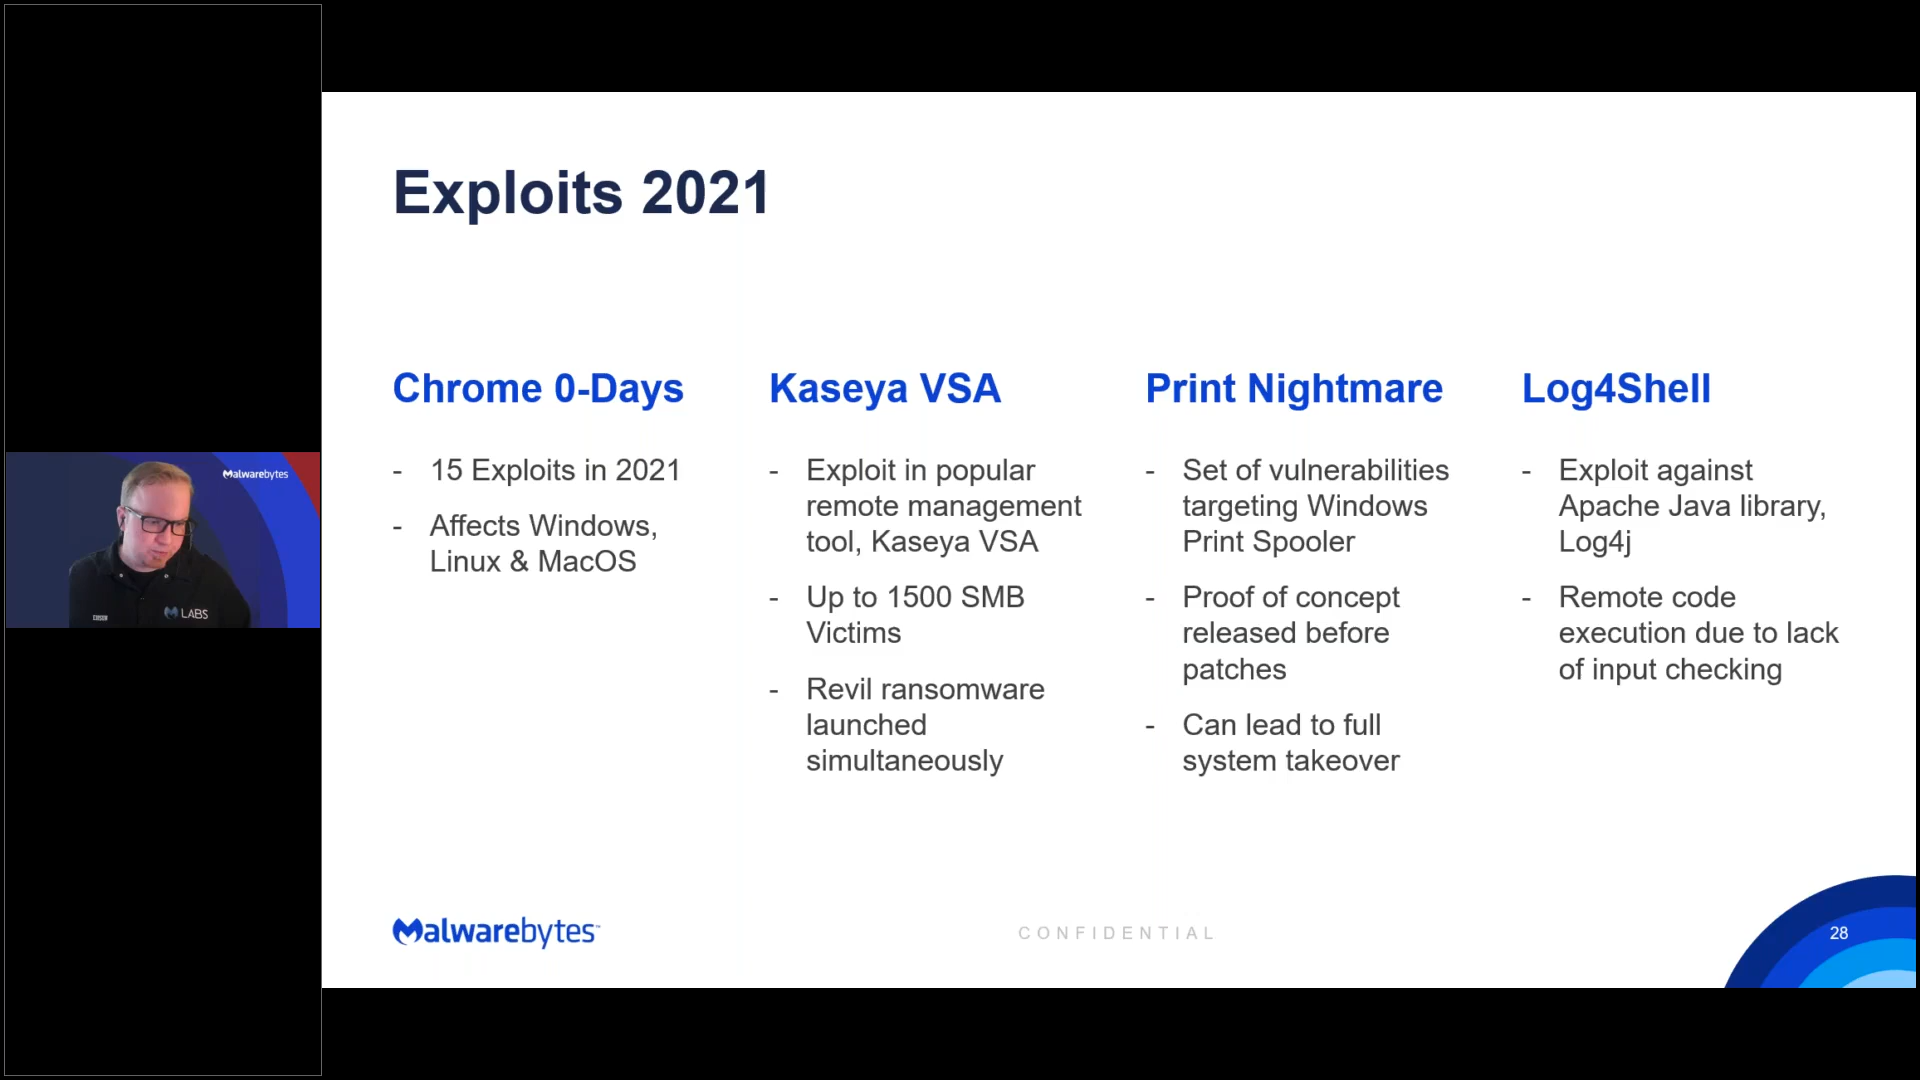 Exploits 2021
Chrome 0-Days
- 15 Exploits in 2021
- Affects Windows,
Linux & MacOS
Kaseya VSA
- Exploit in popular
remote management
tool, Kaseya VSA
- Up to 1500 SMB
Victims
- Revil ransomware
launched
simultaneously
Print Nightmare
- Set of vulnerabilities
targeting Windows
Print Spooler
- Proof of concept
released before
patches
- Can lead to full
system takeover
Log4Shell
- Exploit against
Apache Java library,
Log4j
- Remote code
execution due to lack
of input checking
Malwarebytes
LABS
Malwarebytes
CONFIDENTIAL
28